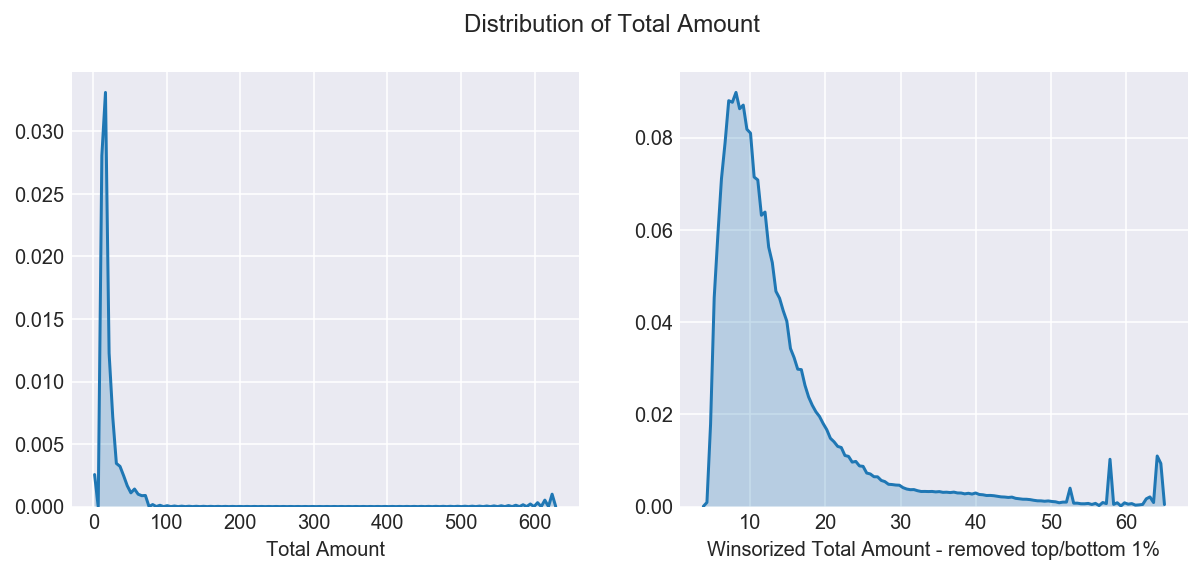 Distribution of Total Amount
0.030
0.025
0.020
0.015
0.010
0.005
0.000
0 100 200 300 400 500 600
Total Amount
0.08
0.06
0.04
0.02
0.00
10 20 30 40 50 60
Winsorized Total Amount - removed top/bottom 1%